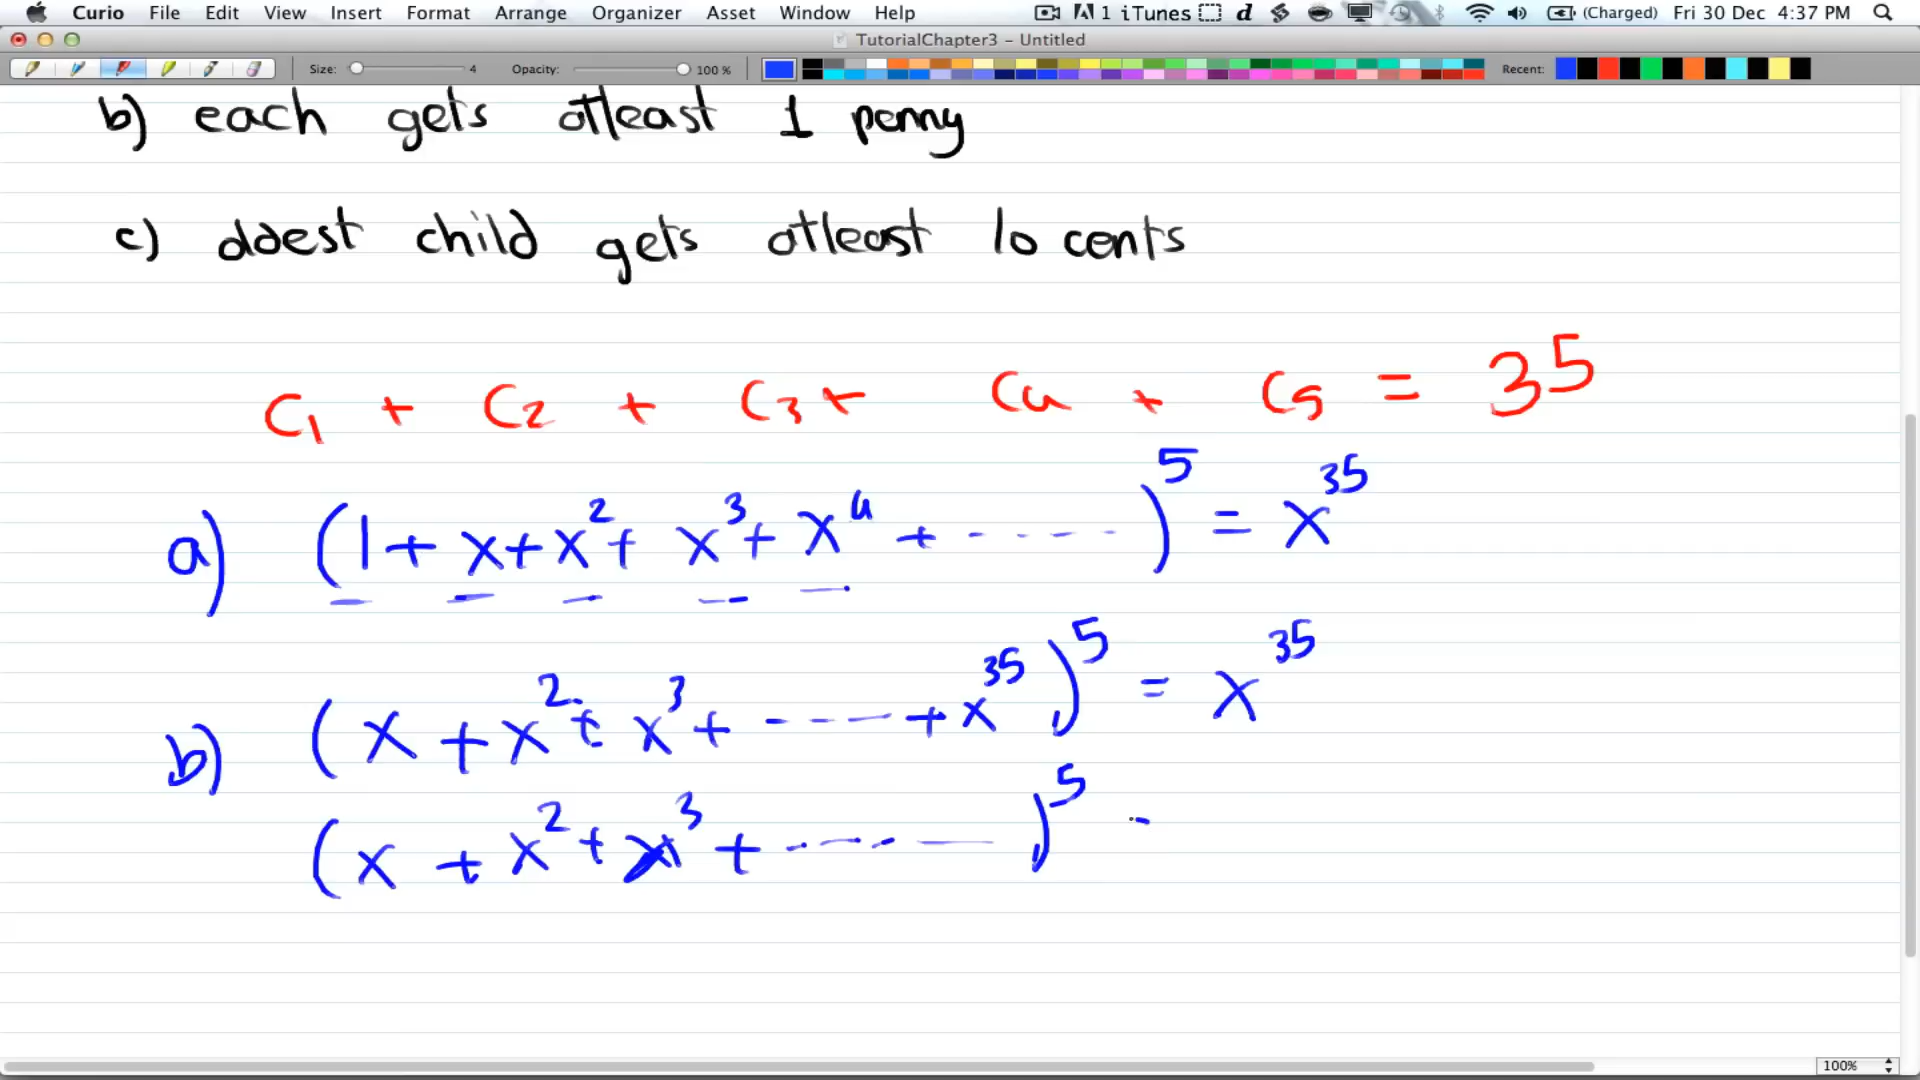 Curio File Edit View Insert Format Arrange Organizer Asset Window Help 1 iTunes d (Charged) Fri 30 Dec 4:37 PM
TutorialChapter3 - Untitled
Size: 4 Opacity: 100 % Recent:
b) each gets atleast 1 penny
c) oldest child gets atleast 10 cents
C₁ + C₂ + C₃ + C₄ + C₅ = 35
a) (1 + x + x² + x³ + x⁴ + ------)⁵ = x³⁵
b) (x + x² + x³ + ------ + x³⁵)⁵ = x³⁵
(x + x² + x³ + ------)⁵ -
100%